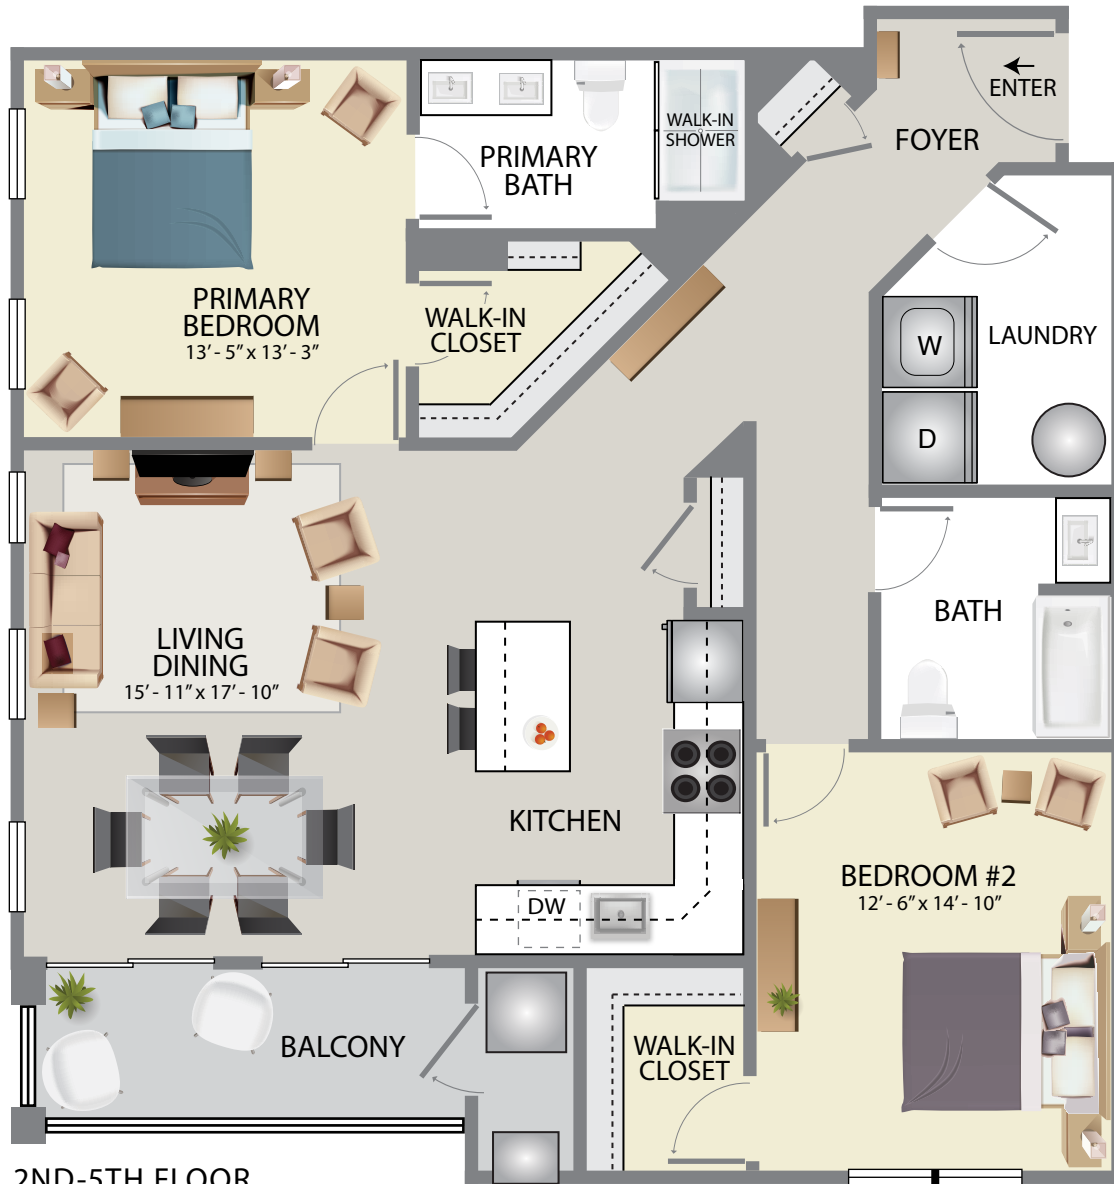 ENTER
FOYER
WALK-IN
SHOWER
PRIMARY
BATH
PRIMARY
BEDROOM
13' - 5" x 13' - 3"
WALK-IN
CLOSET
W
LAUNDRY
D
BATH
LIVING
DINING
15' - 11" x 17' - 10"
KITCHEN
DW
BEDROOM #2
12' - 6" x 14' - 10"
BALCONY
WALK-IN
CLOSET
2ND-5TH FLOOR